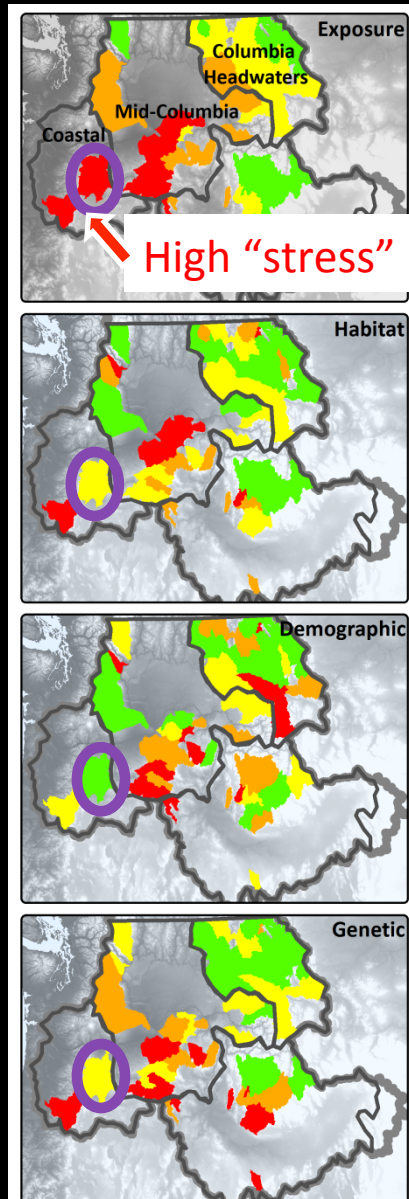 Exposure
Columbia
Headwaters
Mid-Columbia
Coastal
High “stress”
Habitat
Demographic
Genetic